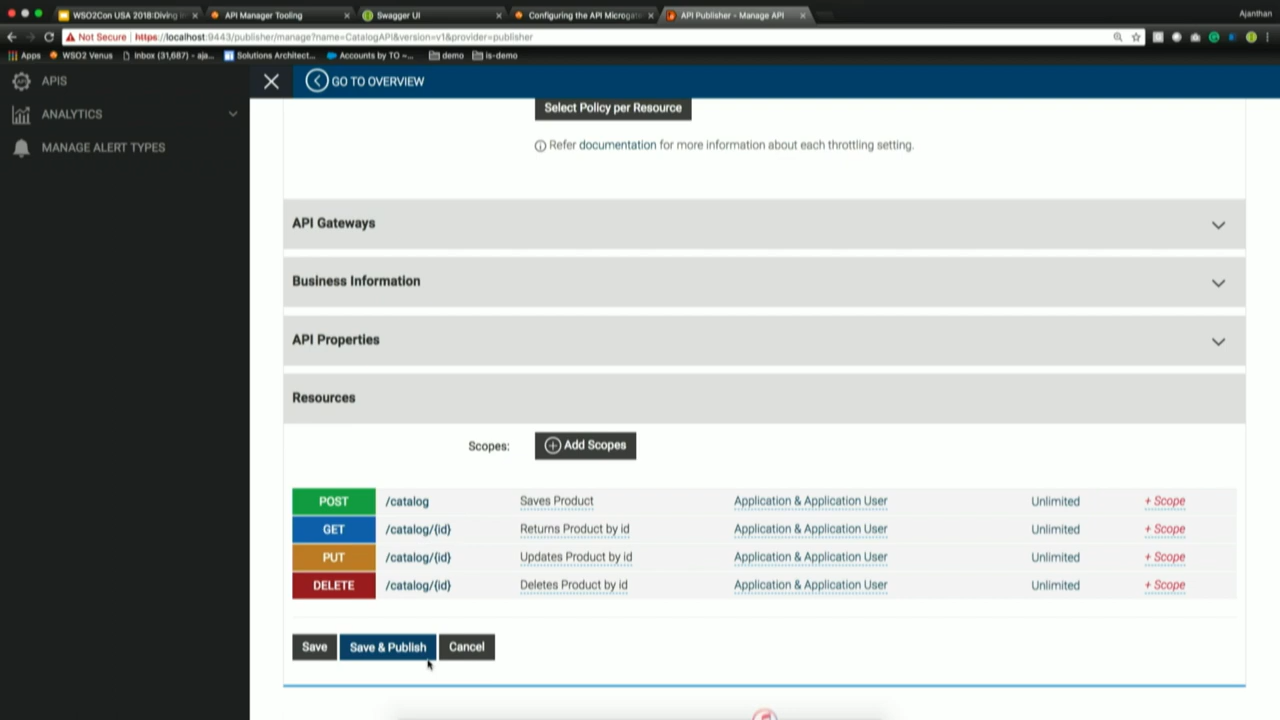 WSO2Con USA 2018:Diving
API Manager Tooling
Swagger UI
Configuring the API Microgat
API Publisher - Manage API
Ajanthan
Not Secure | https://localhost:9443/publisher/manage?name=CatalogAPI&version=v1&provider=publisher
Apps
WSO2 Venus
Inbox (31,687) - aja...
Solutions Architect...
Accounts by TO –...
demo
is-demo
APIS
GO TO OVERVIEW
ANALYTICS
MANAGE ALERT TYPES
Select Policy per Resource
Refer documentation for more information about each throttling setting.
API Gateways
Business Information
API Properties
Resources
Scopes: Add Scopes
POST /catalog Saves Product Application & Application User Unlimited + Scope
GET /catalog/{id} Returns Product by id Application & Application User Unlimited + Scope
PUT /catalog/{id} Updates Product by id Application & Application User Unlimited + Scope
DELETE /catalog/{id} Deletes Product by id Application & Application User Unlimited + Scope
Save Save & Publish Cancel